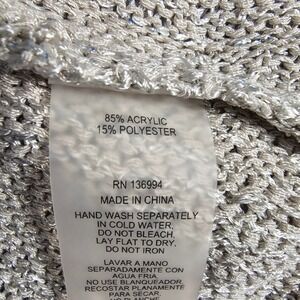 85% ACRYLIC
15% POLYESTER
RN 136994
MADE IN CHINA
HAND WASH SEPARATELY
IN COLD WATER.
DO NOT BLEACH.
LAY FLAT TO DRY.
DO NOT IRON
LAVAR A MANO
SEPARADAMENTE CON
AGUA FRIA.
NO USE BLANQUEADOR.
RECOSTAR PLANAMENTE
PARA SECAR.